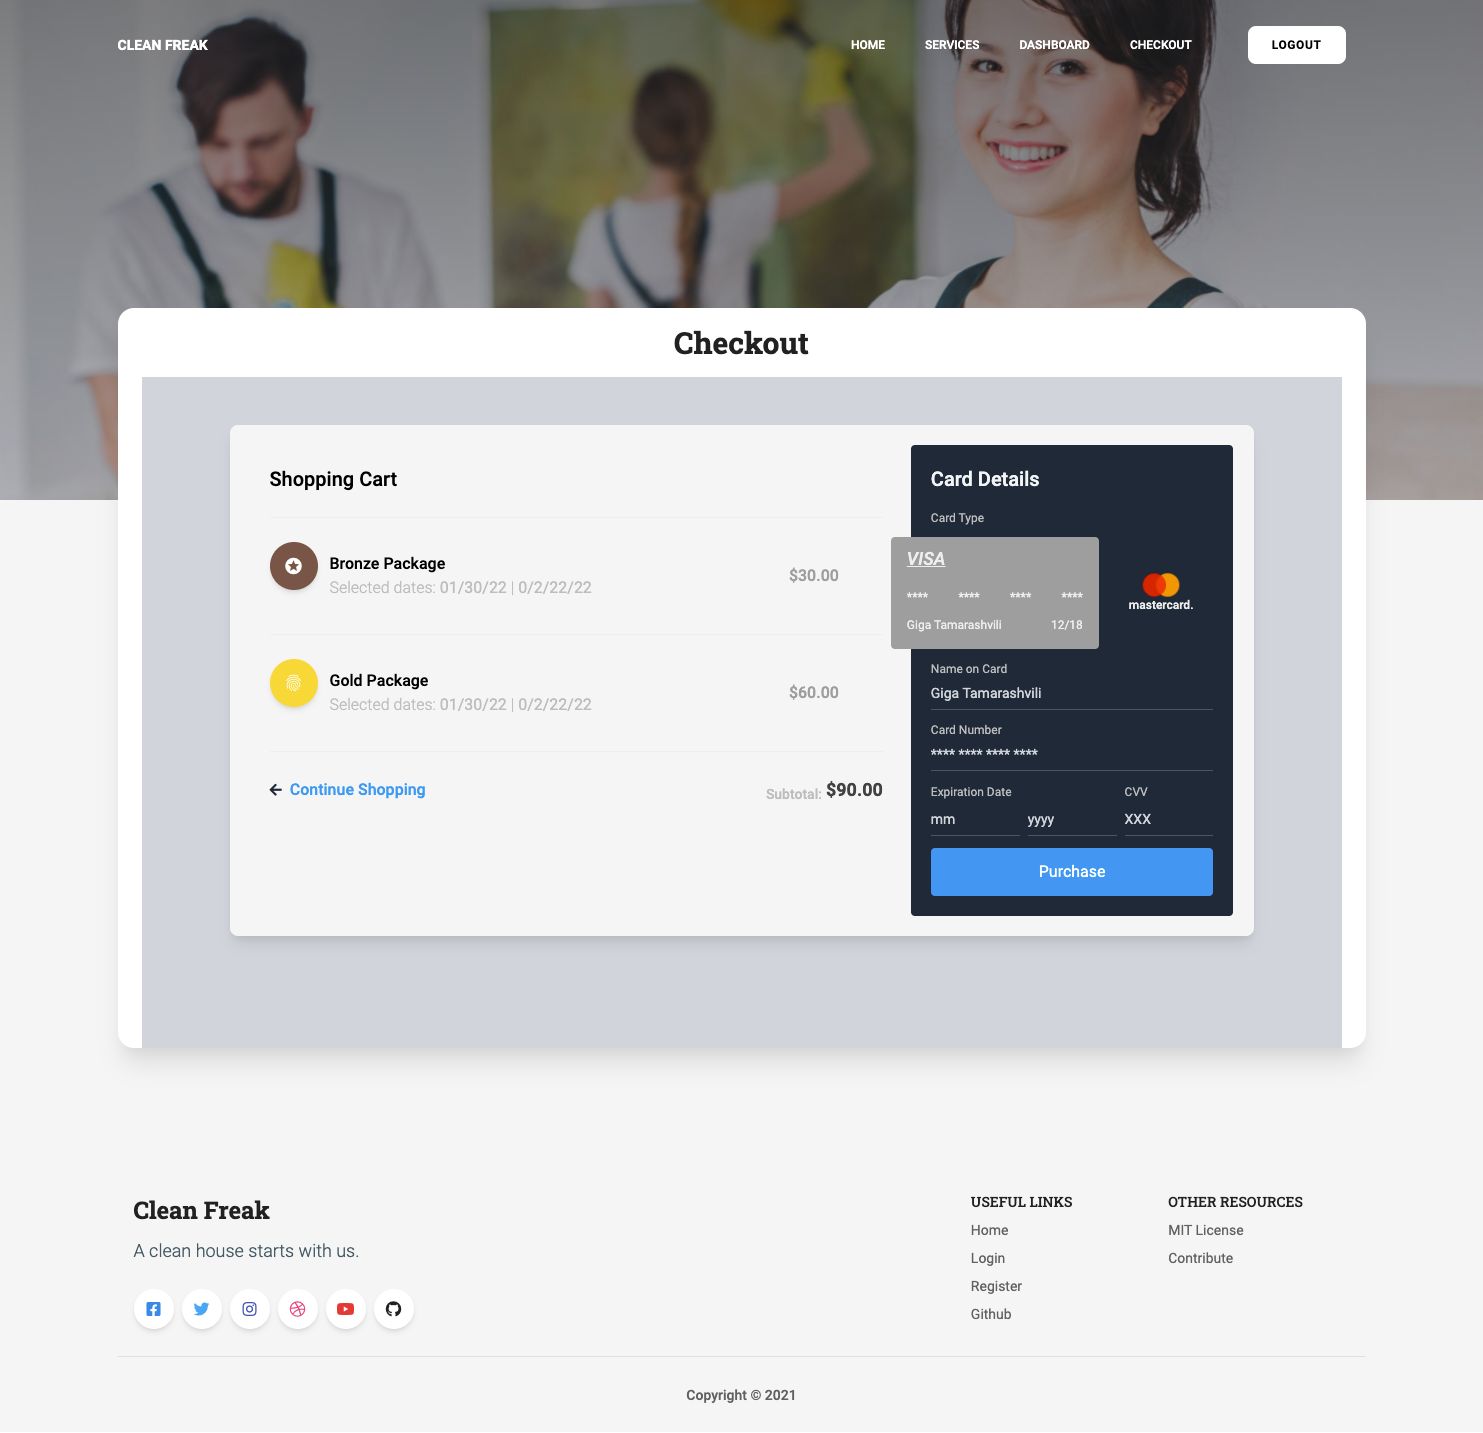 CLEAN FREAK
HOME SERVICES DASHBOARD CHECKOUT LOGOUT
Checkout
Shopping Cart
Bronze Package
Selected dates: 01/30/22 | 0/2/22/22
$30.00
Gold Package
Selected dates: 01/30/22 | 0/2/22/22
$60.00
Continue Shopping
Subtotal: $90.00
Card Details
Card Type
VISA
**** **** **** ****
Giga Tamarashvili 12/18
mastercard.
Name on Card
Giga Tamarashvili
Card Number
**** **** **** ****
Expiration Date CVV
mm yyyy XXX
Purchase
Clean Freak
A clean house starts with us.
USEFUL LINKS
Home
Login
Register
Github
OTHER RESOURCES
MIT License
Contribute
Copyright © 2021